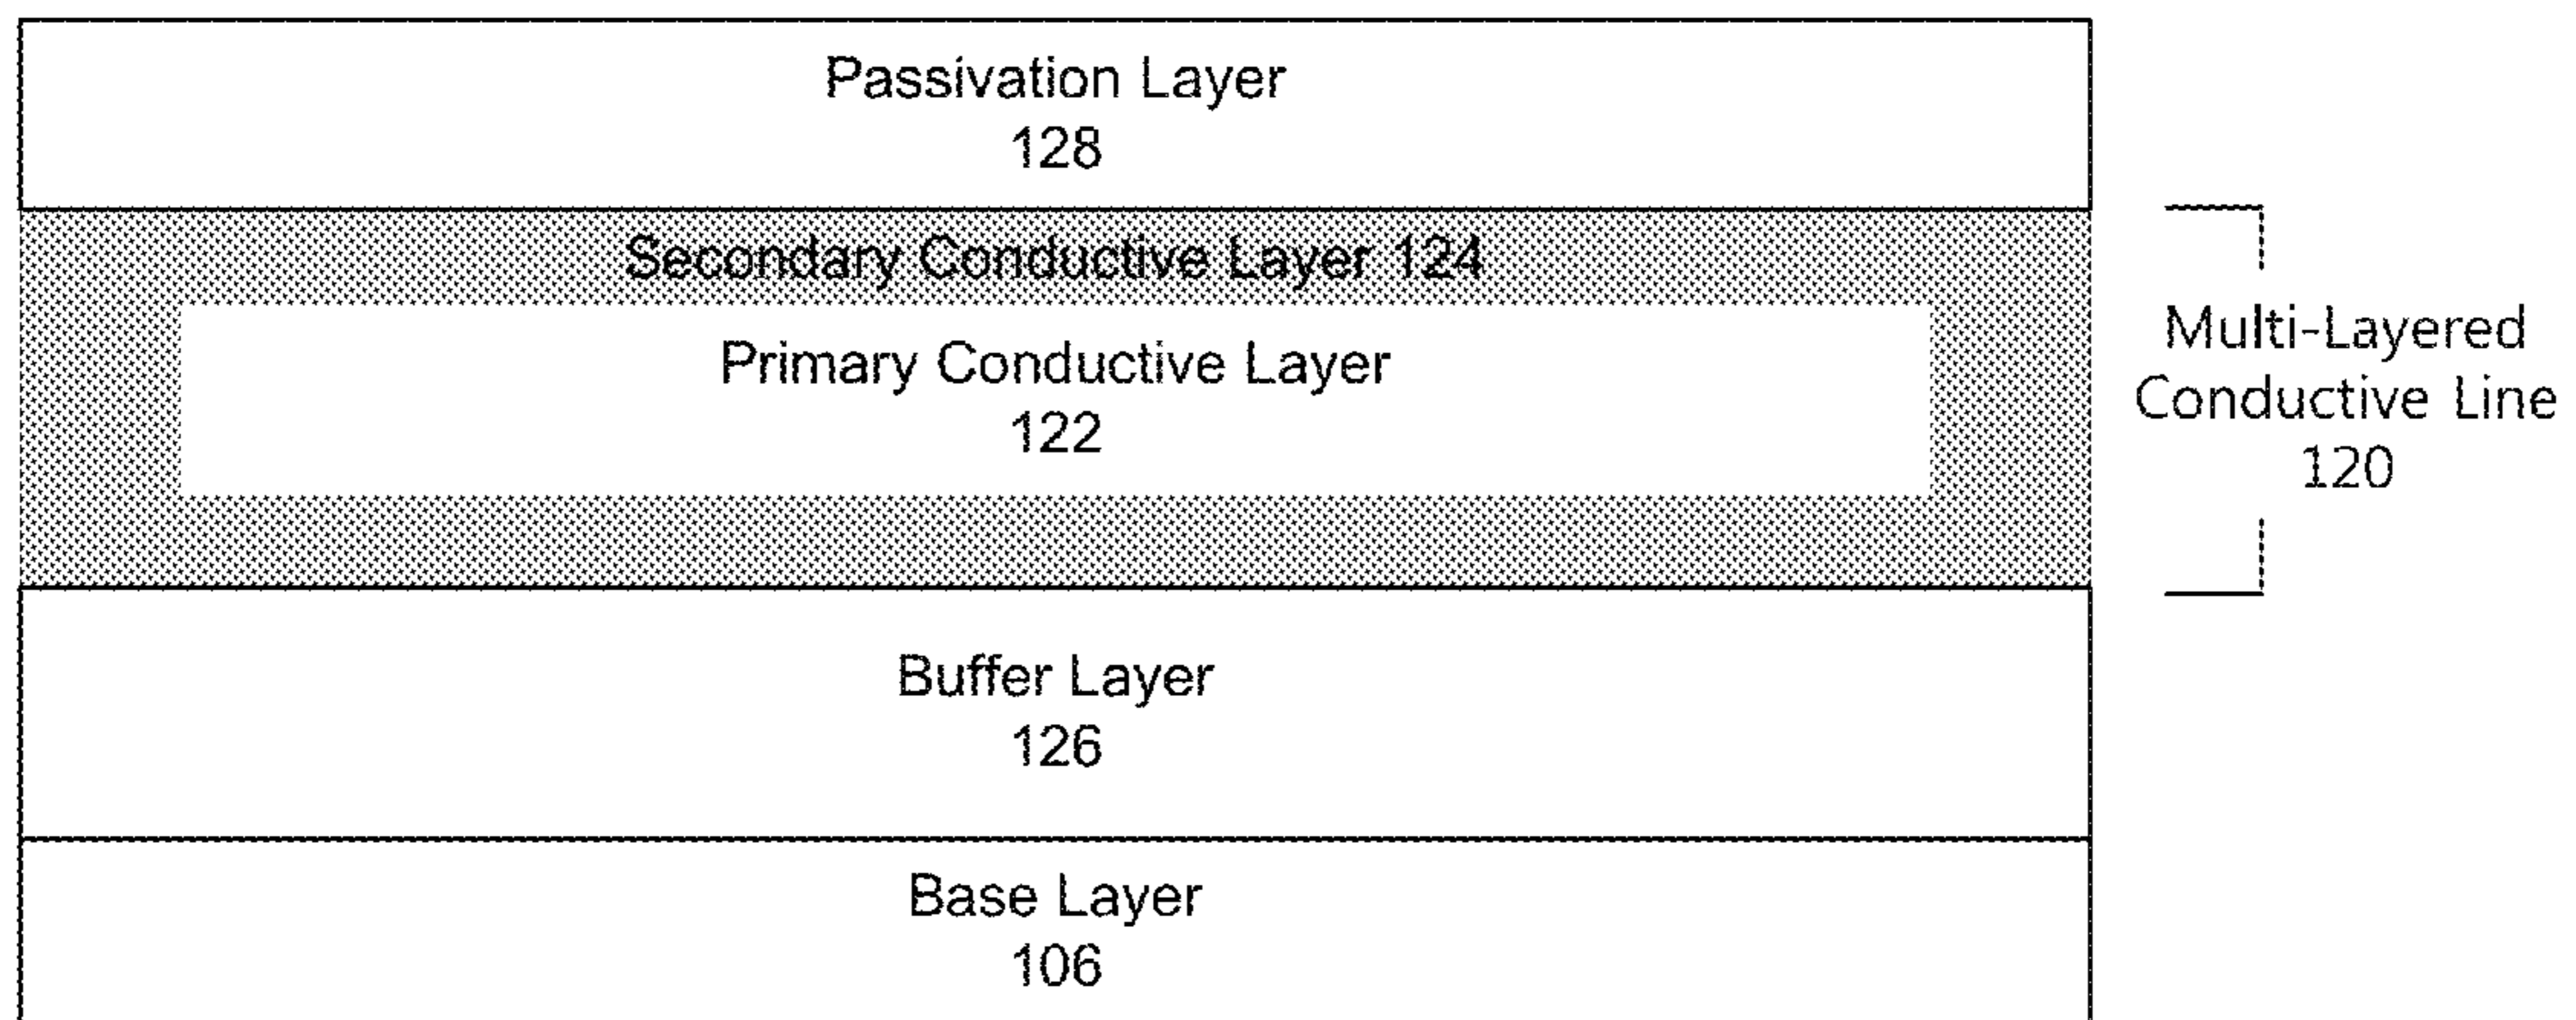 Passivation Layer
128
Secondary Conductive Layer 124
Primary Conductive Layer
122
Multi-Layered
Conductive Line
120
Buffer Layer
126
Base Layer
106